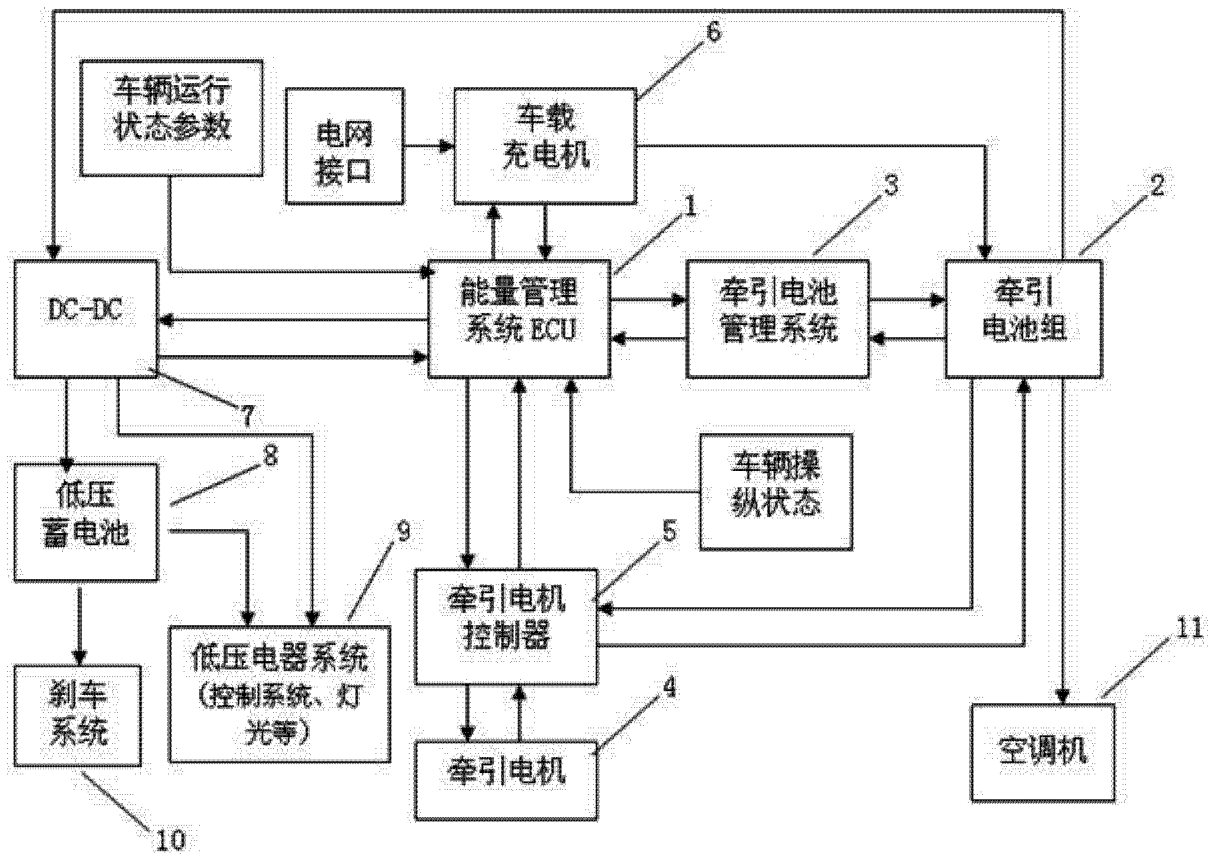 6
车辆运行
状态参数
电网
接口
车载
充电机
1
3
2
DC-DC
能量管理
系统 ECU
牵引电池
管理系统
牵引
电池组
7
8
低压
蓄电池
车辆操
纵状态
9
5
牵引电机
控制器
11
低压电器系统
(控制系统、灯
光等)
刹车
系统
4
牵引电机
空调机
10